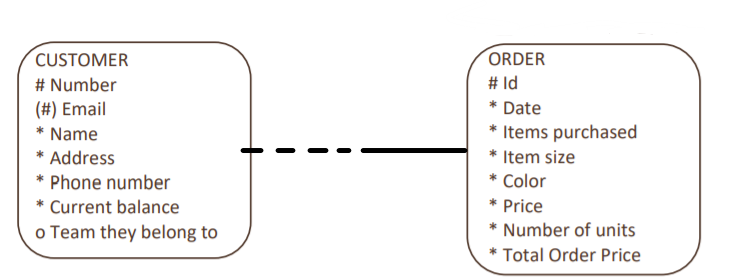 CUSTOMER
# Number
(#) Email
* Name
* Address
* Phone number
* Current balance
o Team they belong to
ORDER
# Id
* Date
* Items purchased
* Item size
* Color
* Price
* Number of units
* Total Order Price